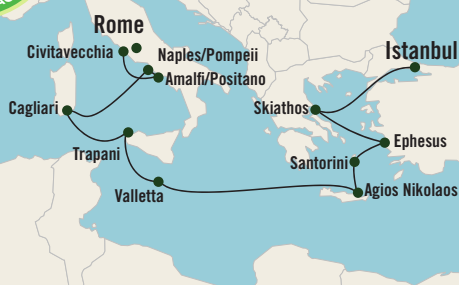 Rome
Civitavecchia
Naples/Pompeii
Amalfi/Positano
Istanbul
Cagliari
Skiathos
Trapani
Ephesus
Santorini
Valletta
Agios Nikolaos